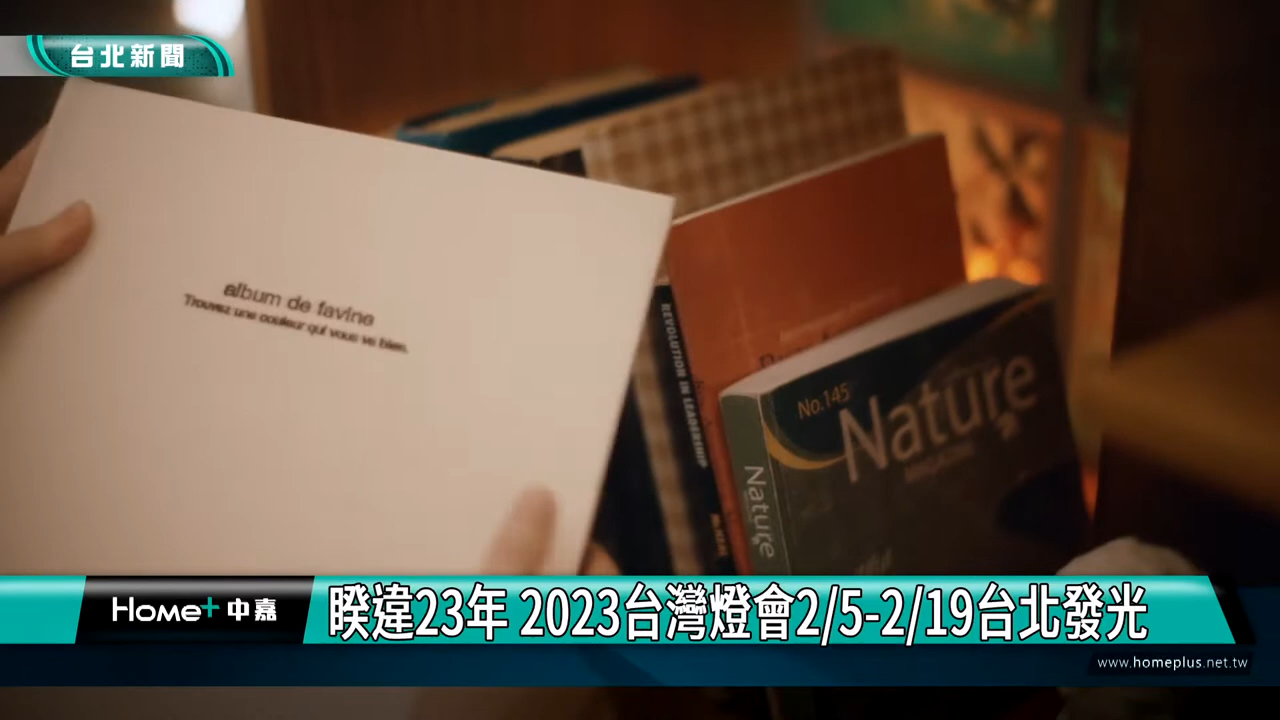 台北新聞
album de favine
Trouvez une couleur qui vous va bien.
REVOLUTION IN LEADERSHIP
No.145
Nature
MAGAZINE
Nature
Home+ 中嘉
睽違23年 2023台灣燈會2/5-2/19台北發光
www.homeplus.net.tw